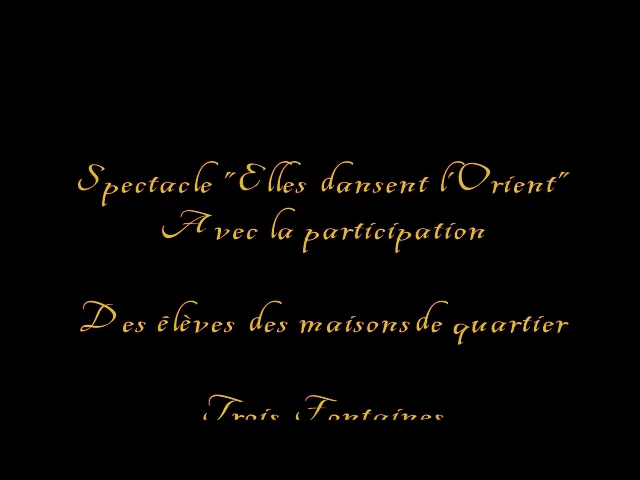 Spectacle "Elles dansent l'Orient"
Avec la participation
Des élèves des maisons de quartier
Trois Fontaines